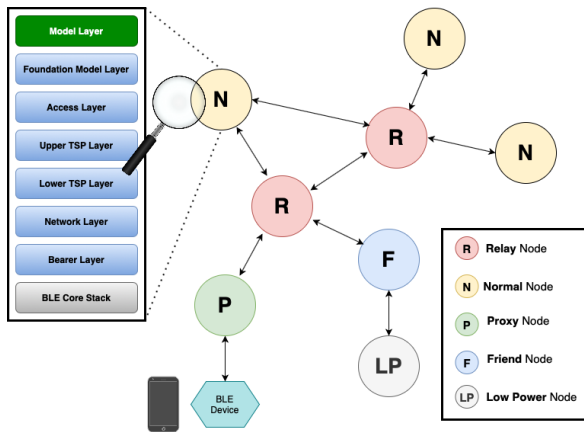 Model Layer
Foundation Model Layer
Access Layer
Upper TSP Layer
Lower TSP Layer
Network Layer
Bearer Layer
BLE Core Stack
N
N
R
N
R
F
P
LP
BLE
Device
R Relay Node
N Normal Node
P Proxy Node
F Friend Node
LP Low Power Node